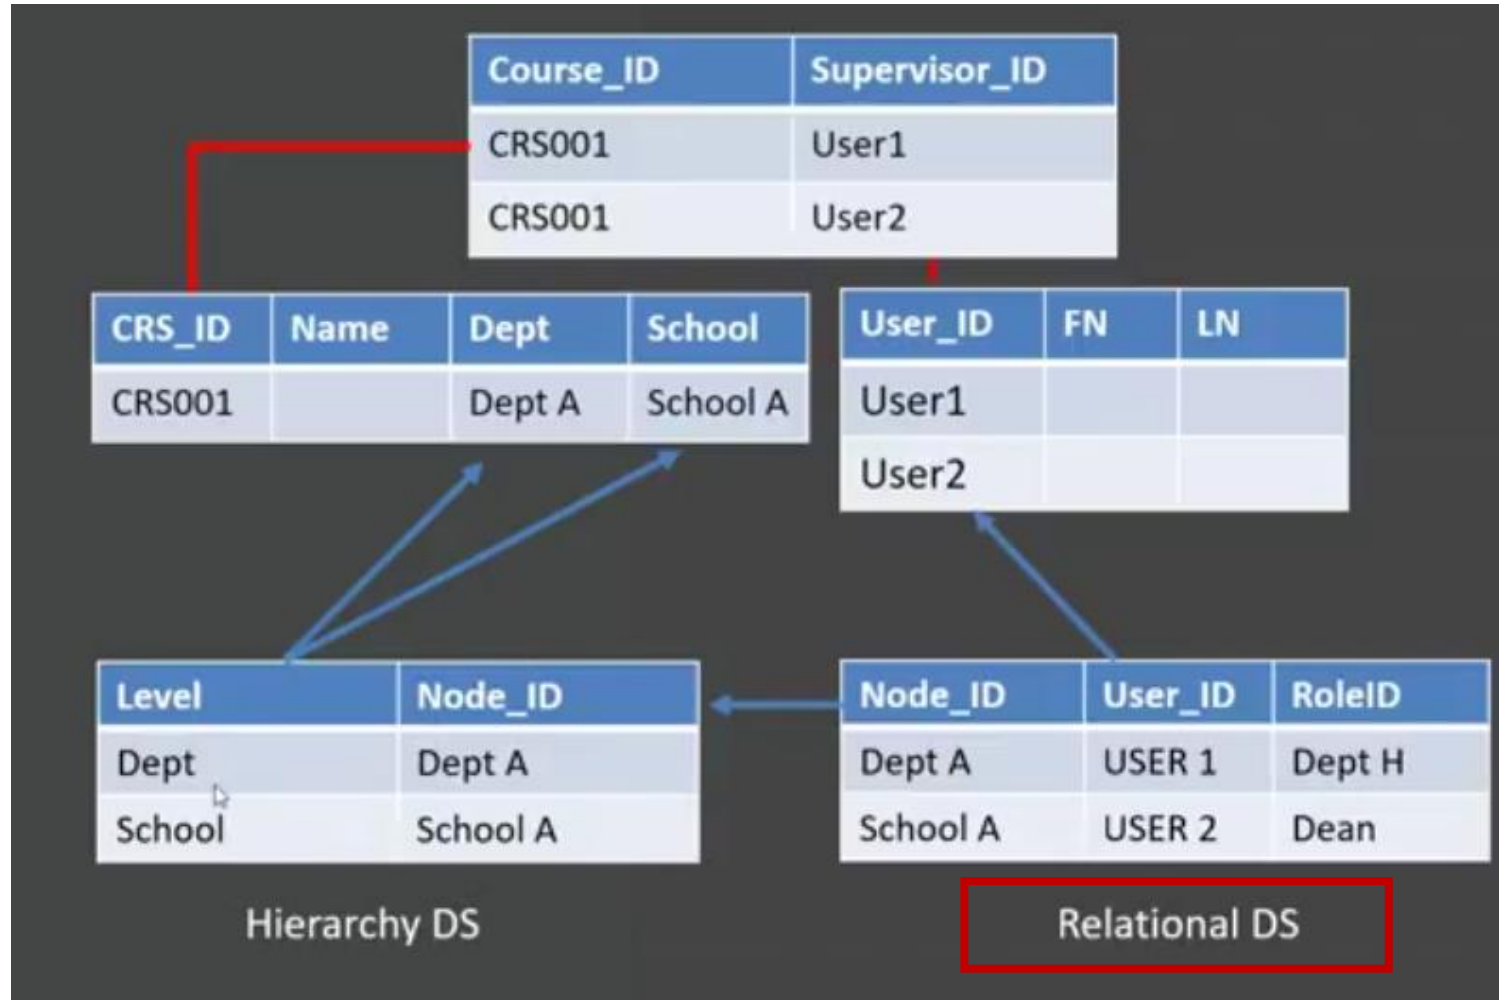 Course_ID Supervisor_ID
CRS001 User1
CRS001 User2
CRS_ID Name Dept School
CRS001 Dept A School A
User_ID FN LN
User1
User2
Level Node_ID
Dept Dept A
School School A
Node_ID User_ID RoleID
Dept A USER 1 Dept H
School A USER 2 Dean
Hierarchy DS
Relational DS